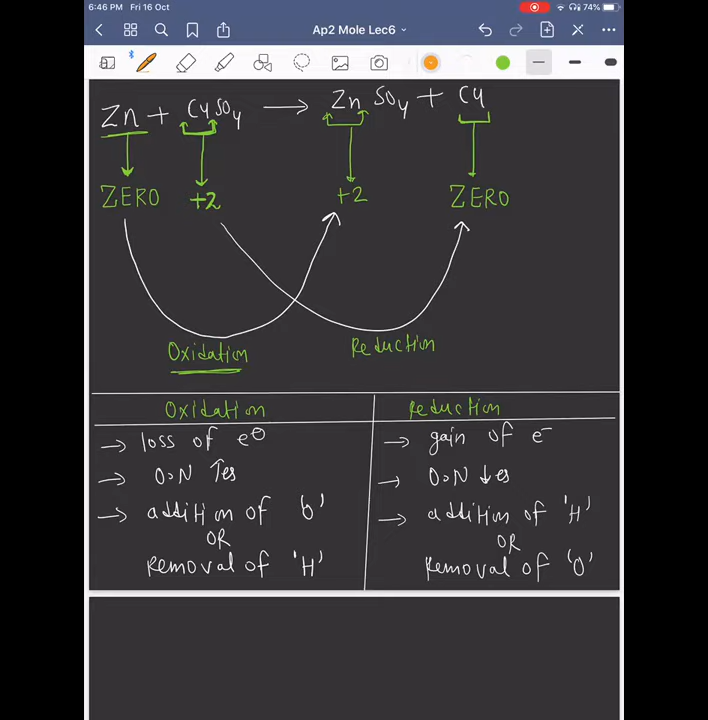 6:46 PM Fri 16 Oct 74%
Ap2 Mole Lec6
Zn + CuSO4 → ZnSO4 + Cu
ZERO +2 +2 ZERO
Oxidation Reduction
Oxidation Reduction
→ loss of e⊖ → gain of e-
→ O.N ↑es → O.N ↓es
→ addition of 'O' → addition of 'H'
OR OR
removal of 'H' removal of 'O'